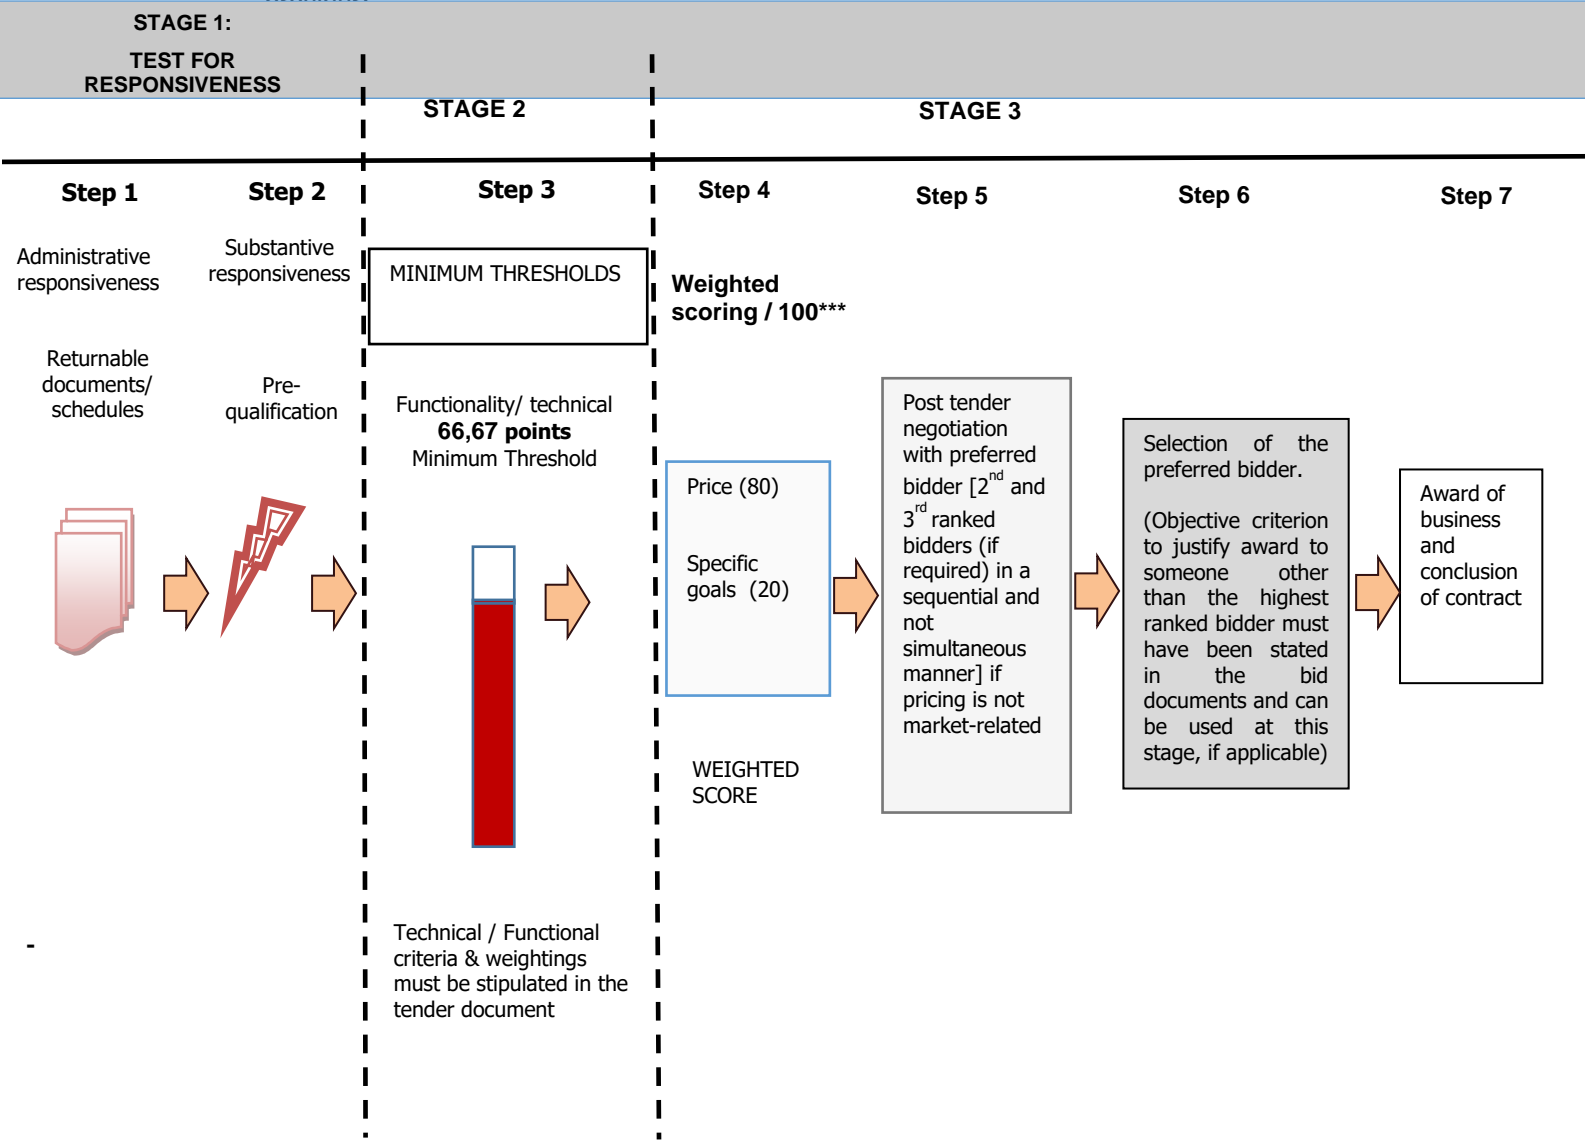 STAGE 1:
TEST FOR
RESPONSIVENESS
STAGE 2
STAGE 3
Step 1
Step 2
Step 3
Step 4
Step 5
Step 6
Step 7
Administrative
responsiveness
Returnable
documents/
schedules
Substantive
responsiveness
Pre-
qualification
MINIMUM THRESHOLDS
Functionality/ technical
66,67 points
Minimum Threshold
Technical / Functional
criteria & weightings
must be stipulated in the
tender document
Weighted
scoring / 100***
Price (80)
Specific
goals (20)
WEIGHTED
SCORE
Post tender
negotiation
with preferred
bidder [2nd and
3rd ranked
bidders (if
required) in a
sequential and
not
simultaneous
manner] if
pricing is not
market-related
Selection of the
preferred bidder.
(Objective criterion
to justify award to
someone other
than the highest
ranked bidder must
have been stated
in the bid
documents and can
be used at this
stage, if applicable)
Award of
business
and
conclusion
of contract
-